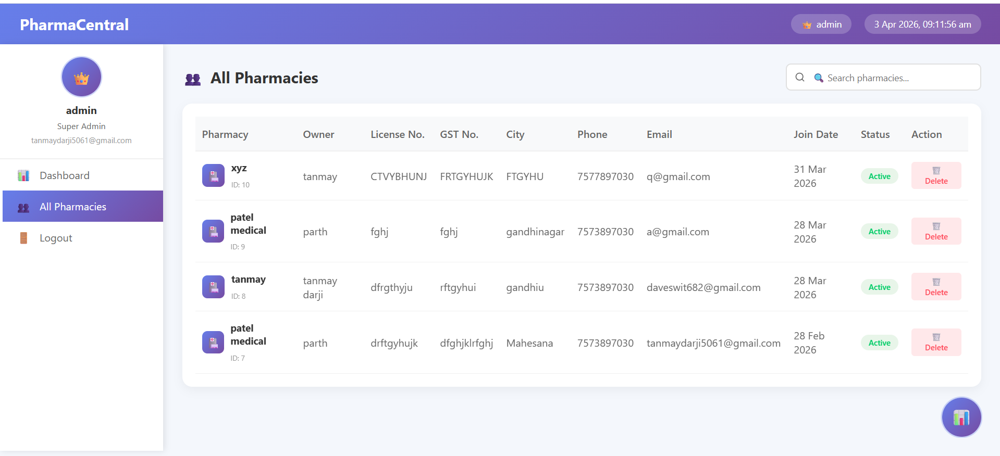 PharmaCentral
admin
3 Apr 2026, 09:11:56 am
admin
Super Admin
tanmaydarji5061@gmail.com
Dashboard
All Pharmacies
Logout
All Pharmacies
Search pharmacies...
Pharmacy Owner License No. GST No. City Phone Email Join Date Status Action
xyz
ID: 10
tanmay
CTVYBHUNJ
FRTGYHUJK
FTGYHU
7577897030
q@gmail.com
31 Mar
2026
Active
Delete
patel
medical
ID: 9
parth
fghj
fghj
gandhinagar
7573897030
a@gmail.com
28 Mar
2026
Active
Delete
tanmay
ID: 8
tanmay
darji
dfrgthyju
rftgyhui
gandhiu
7573897030
daveswit682@gmail.com
28 Mar
2026
Active
Delete
patel
medical
ID: 7
parth
drftgyhujk
dfghjklrfghj
Mahesana
7573897030
tanmaydarji5061@gmail.com
28 Feb
2026
Active
Delete